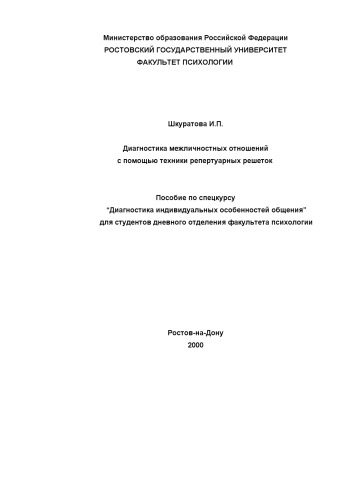 Министерство образования Российской Федерации
РОСТОВСКИЙ ГОСУДАРСТВЕННЫЙ УНИВЕРСИТЕТ
ФАКУЛЬТЕТ ПСИХОЛОГИИ
Шкуратова И.П.
Диагностика межличностных отношений
с помощью техники репертуарных решеток
Пособие по спецкурсу
"Диагностика индивидуальных особенностей общения"
для студентов дневного отделения факультета психологии
Ростов-на-Дону
2000